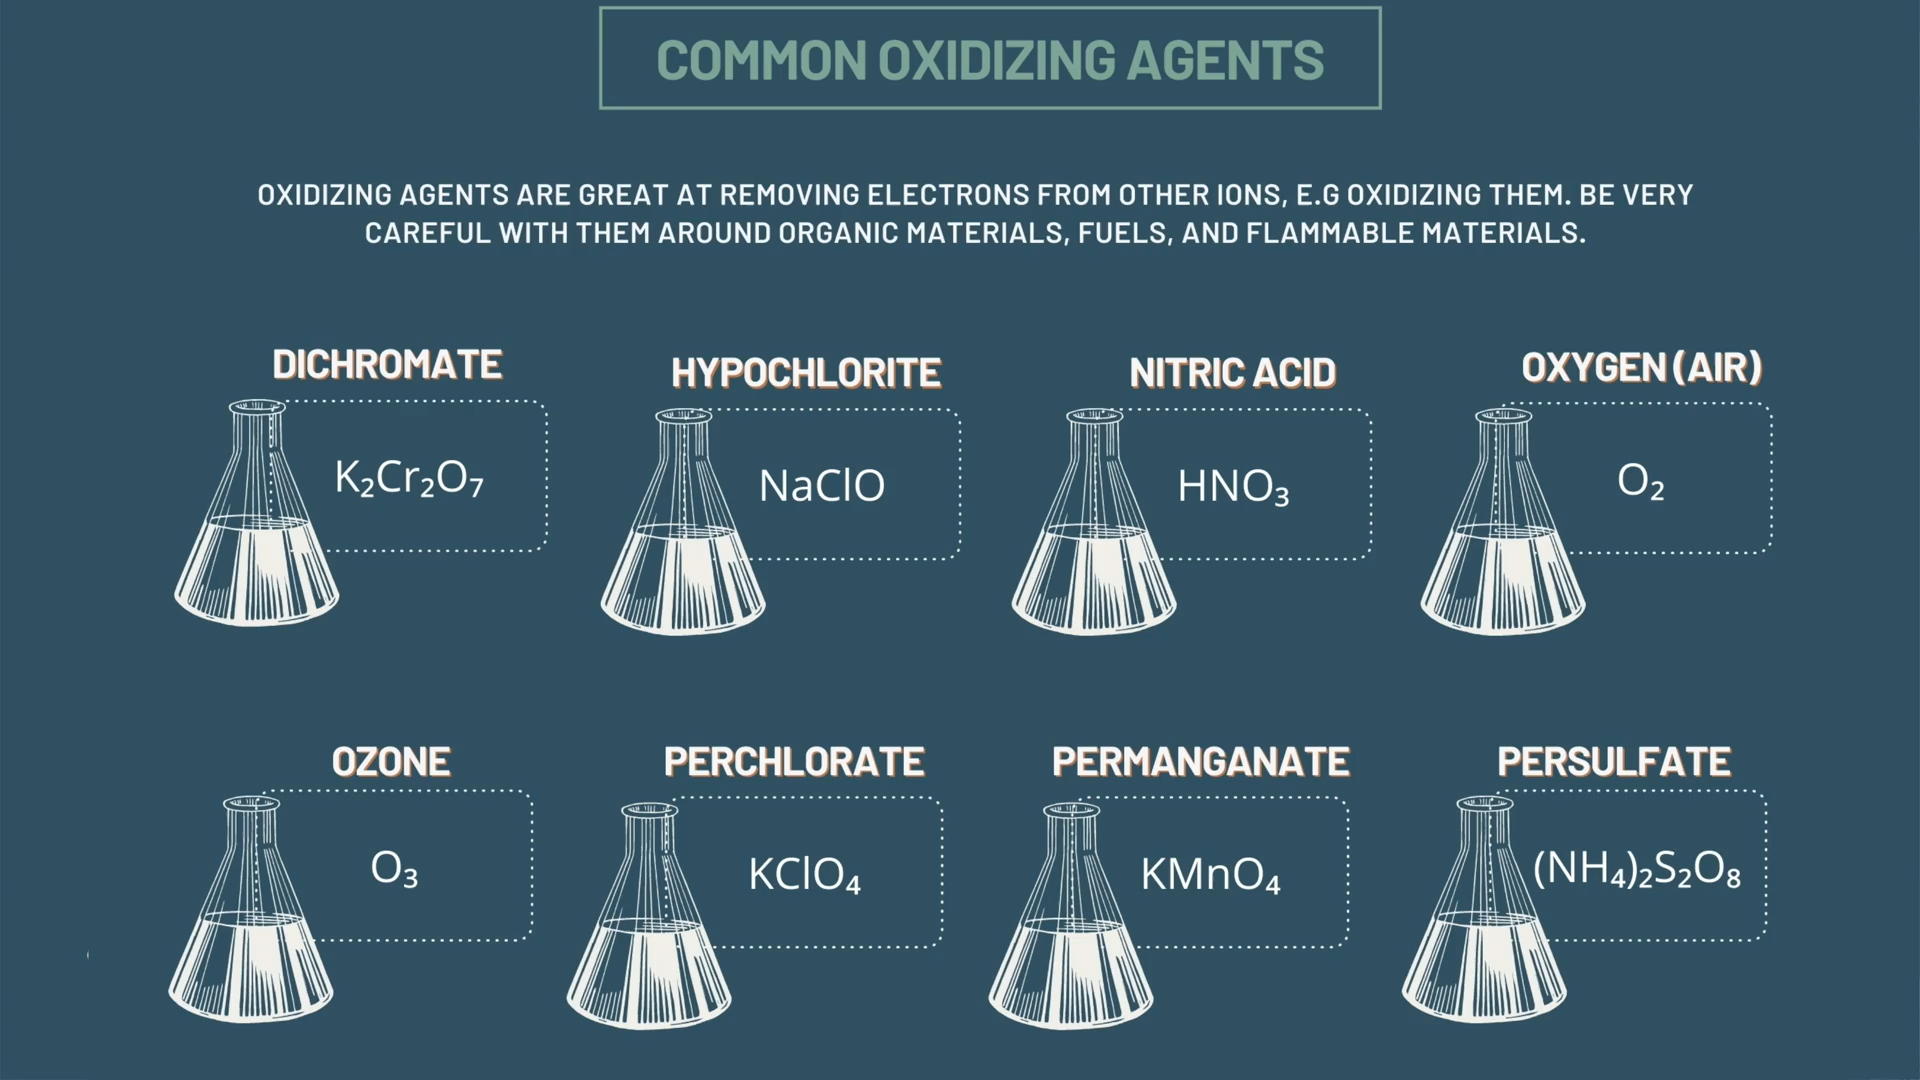 COMMON OXIDIZING AGENTS
OXIDIZING AGENTS ARE GREAT AT REMOVING ELECTRONS FROM OTHER IONS, E.G OXIDIZING THEM. BE VERY
CAREFUL WITH THEM AROUND ORGANIC MATERIALS, FUELS, AND FLAMMABLE MATERIALS.
DICHROMATE
K₂Cr₂O₇
HYPOCHLORITE
NaClO
NITRIC ACID
HNO₃
OXYGEN (AIR)
O₂
OZONE
O₃
PERCHLORATE
KClO₄
PERMANGANATE
KMnO₄
PERSULFATE
(NH₄)₂S₂O₈